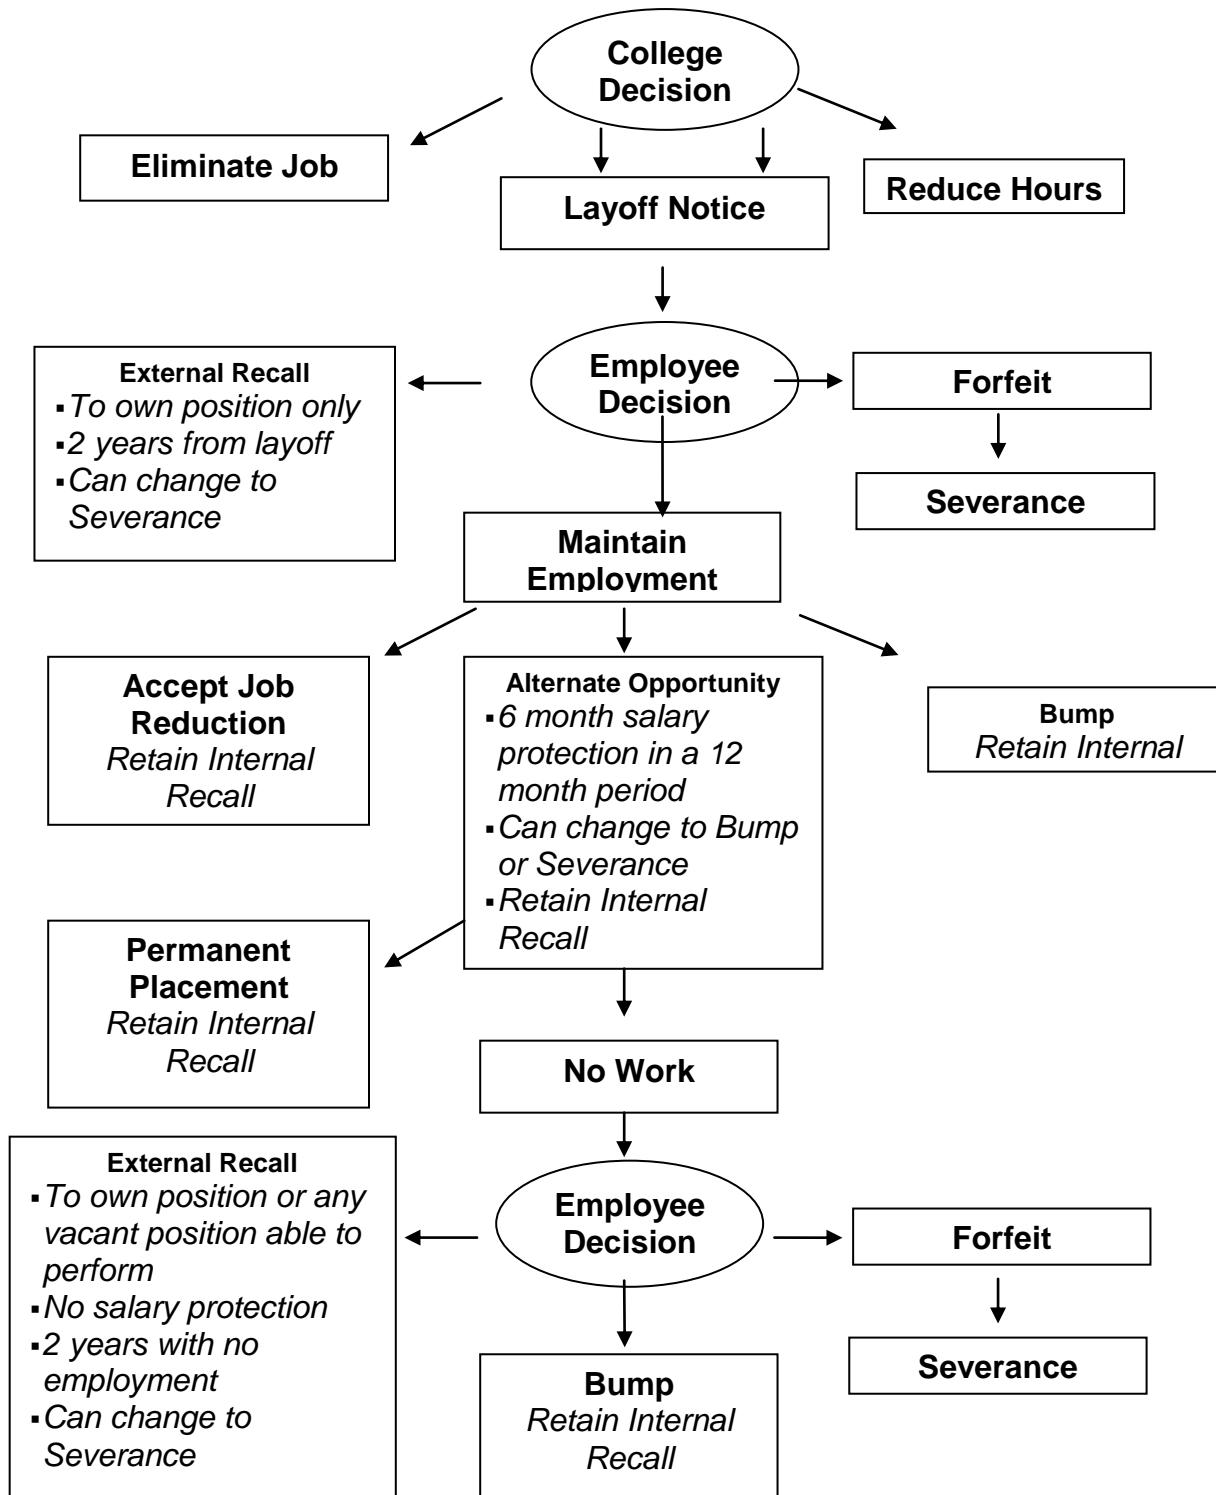 College
Decision
Eliminate Job
Reduce Hours
Layoff Notice
External Recall
▪To own position only
▪2 years from layoff
▪Can change to
Severance
Employee
Decision
Forfeit
Severance
Maintain
Employment
Accept Job
Reduction
Retain Internal
Recall
Alternate Opportunity
▪6 month salary
protection in a 12
month period
▪Can change to Bump
or Severance
▪Retain Internal
Recall
Bump
Retain Internal
Permanent
Placement
Retain Internal
Recall
No Work
External Recall
▪To own position or any
vacant position able to
perform
▪No salary protection
▪2 years with no
employment
▪Can change to
Severance
Employee
Decision
Forfeit
Severance
Bump
Retain Internal
Recall